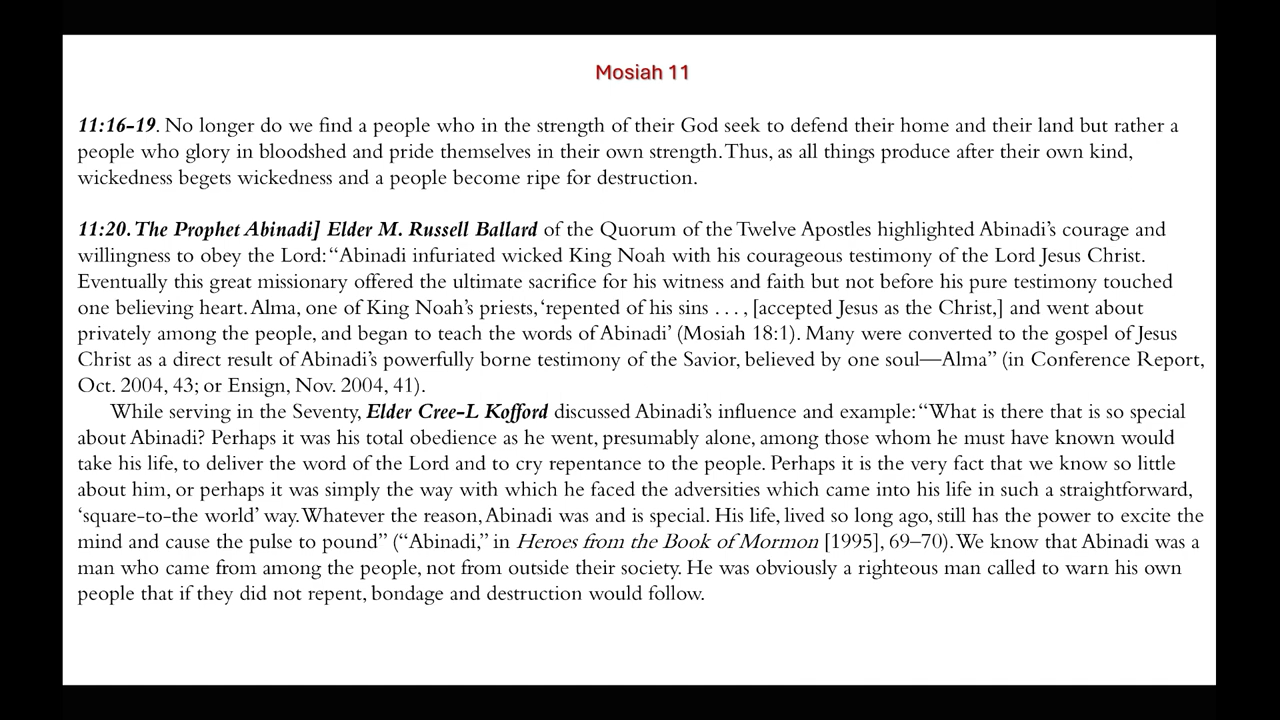 Mosiah 11
11:16-19. No longer do we find a people who in the strength of their God seek to defend their home and their land but rather a
people who glory in bloodshed and pride themselves in their own strength. Thus, as all things produce after their own kind,
wickedness begets wickedness and a people become ripe for destruction.
11:20. The Prophet Abinadi] Elder M. Russell Ballard of the Quorum of the Twelve Apostles highlighted Abinadi’s courage and
willingness to obey the Lord: “Abinadi infuriated wicked King Noah with his courageous testimony of the Lord Jesus Christ.
Eventually this great missionary offered the ultimate sacrifice for his witness and faith but not before his pure testimony touched
one believing heart. Alma, one of King Noah’s priests, ‘repented of his sins . . . , [accepted Jesus as the Christ,] and went about
privately among the people, and began to teach the words of Abinadi’ (Mosiah 18:1). Many were converted to the gospel of Jesus
Christ as a direct result of Abinadi’s powerfully borne testimony of the Savior, believed by one soul—Alma” (in Conference Report,
Oct. 2004, 43; or Ensign, Nov. 2004, 41).
While serving in the Seventy, Elder Cree-L Kofford discussed Abinadi’s influence and example: “What is there that is so special
about Abinadi? Perhaps it was his total obedience as he went, presumably alone, among those whom he must have known would
take his life, to deliver the word of the Lord and to cry repentance to the people. Perhaps it is the very fact that we know so little
about him, or perhaps it was simply the way with which he faced the adversities which came into his life in such a straightforward,
‘square-to-the world’ way. Whatever the reason, Abinadi was and is special. His life, lived so long ago, still has the power to excite the
mind and cause the pulse to pound” (“Abinadi,” in Heroes from the Book of Mormon [1995], 69–70). We know that Abinadi was a
man who came from among the people, not from outside their society. He was obviously a righteous man called to warn his own
people that if they did not repent, bondage and destruction would follow.